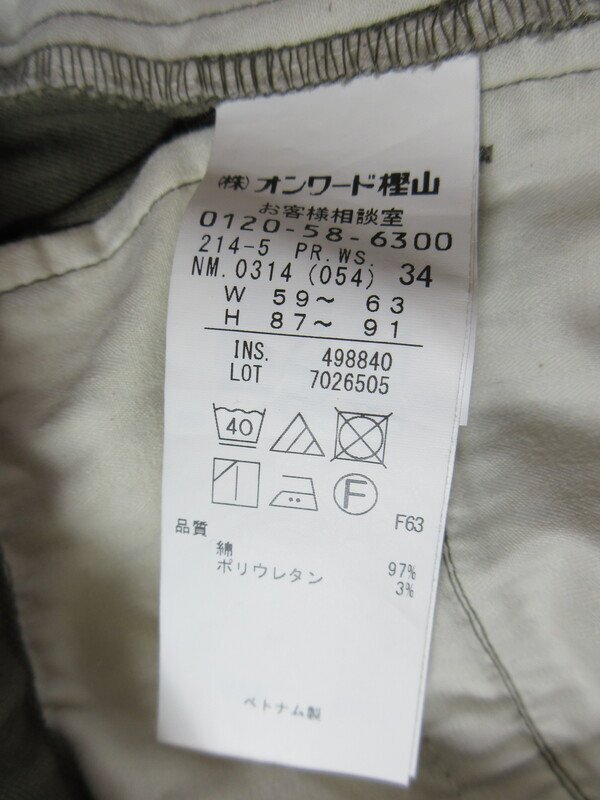 (株)オンワード樫山
お客様相談室
0120-58-6300
214-5 PR.WS.
NM.0314 (054) 34
W 59～ 63
H 87～ 91
INS. 498840
LOT 7026505
40
F
F63
品質
綿 97%
ポリウレタン 3%
ベトナム製